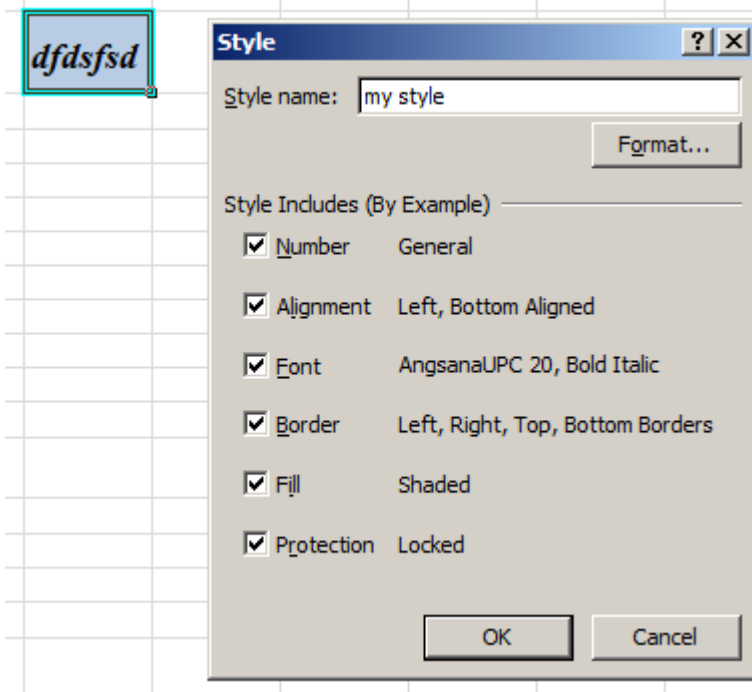 dfdsfsd
Style
Style name: my style
Format...
Style Includes (By Example)
Number General
Alignment Left, Bottom Aligned
Font AngsanaUPC 20, Bold Italic
Border Left, Right, Top, Bottom Borders
Fill Shaded
Protection Locked
OK Cancel